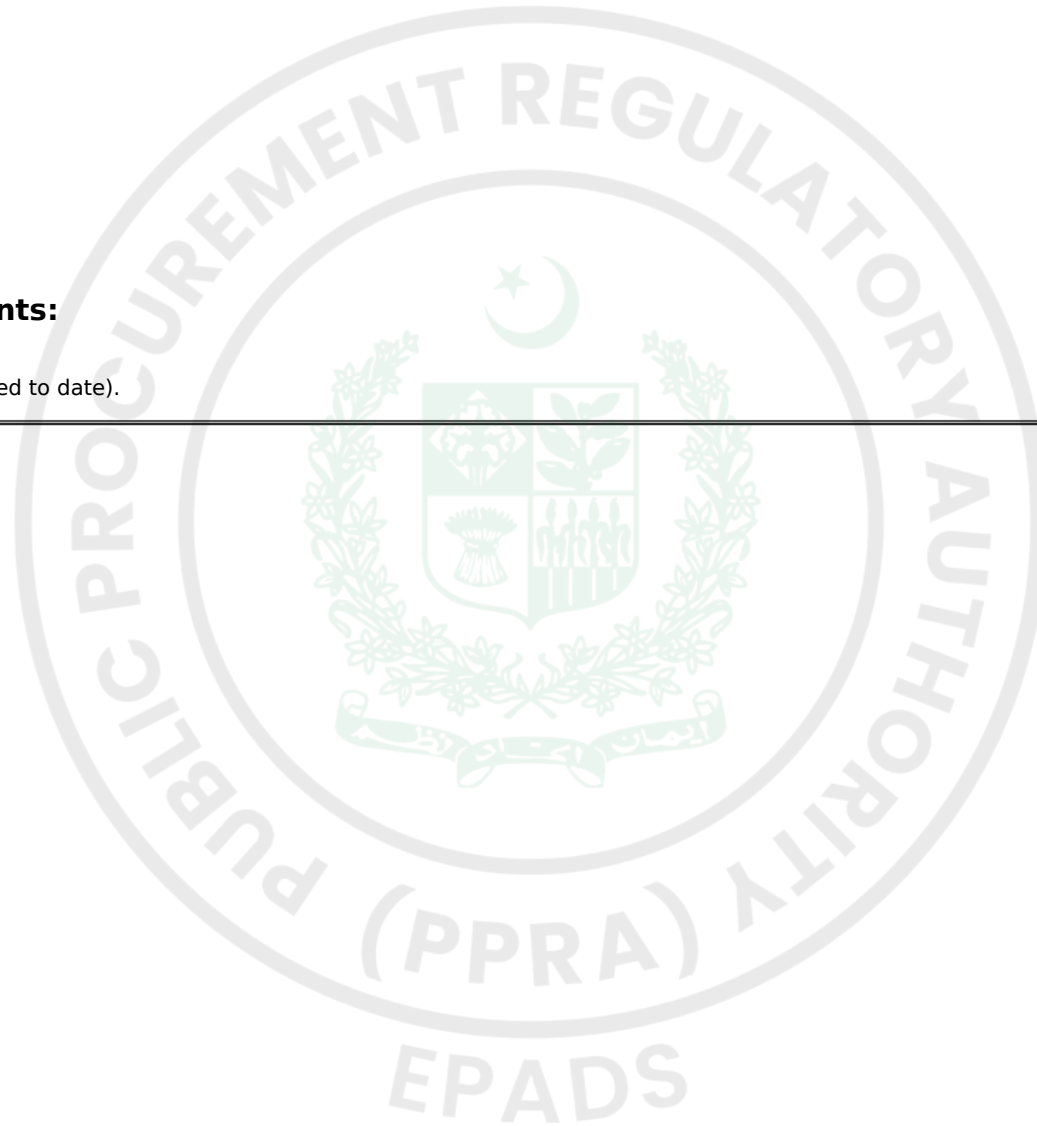 nts:
ed to date).
PUBLIC PROCUREMENT REGULATORY AUTHORITY
(PPRA)
EPADS